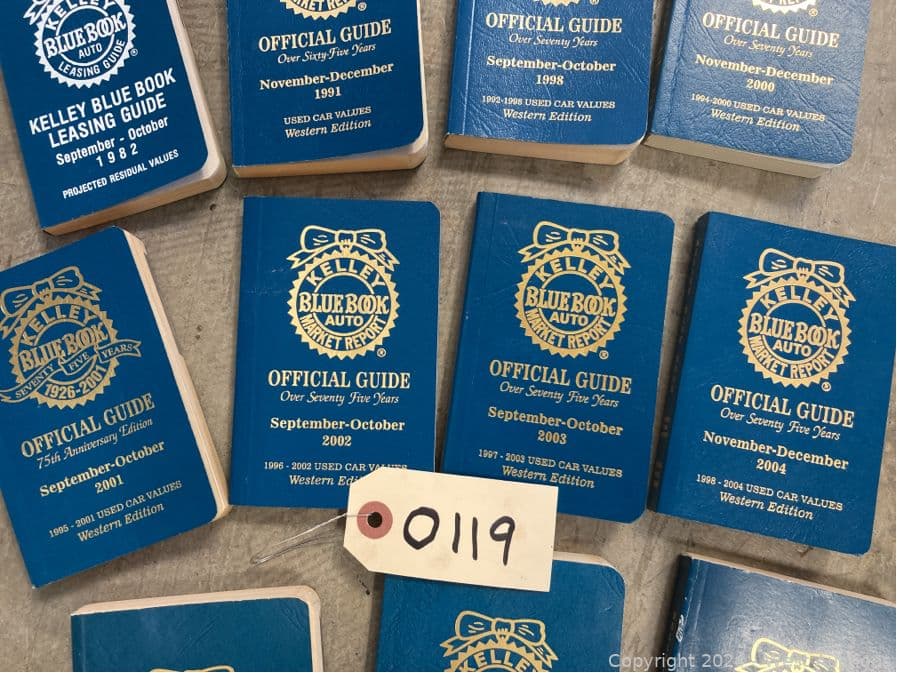 KELLEY
BLUE BOOK
AUTO
LEASING GUIDE
®
KELLEY BLUE BOOK
LEASING GUIDE
September - October
1982
PROJECTED RESIDUAL VALUES
OFFICIAL GUIDE
Over Sixty-Five Years
November-December
1991
USED CAR VALUES
Western Edition
OFFICIAL GUIDE
Over Seventy Years
September-October
1998
1992-1998 USED CAR VALUES
Western Edition
OFFICIAL GUIDE
Over Seventy Years
November-December
2000
1994-2000 USED CAR VALUES
Western Edition
KELLEY
BLUE BOOK
SEVENTY FIVE YEARS
1926-2001
OFFICIAL GUIDE
75th Anniversary Edition
September-October
2001
1995 - 2001 USED CAR VALUES
Western Edition
KELLEY
BLUE BOOK
AUTO
MARKET REPORT
®
OFFICIAL GUIDE
Over Seventy Five Years
September-October
2002
1996 - 2002 USED CAR VALUES
Western Edition
KELLEY
BLUE BOOK
AUTO
MARKET REPORT
®
OFFICIAL GUIDE
Over Seventy Five Years
September-October
2003
1997 - 2003 USED CAR VALUES
Western Edition
KELLEY
BLUE BOOK
AUTO
MARKET REPORT
®
OFFICIAL GUIDE
Over Seventy Five Years
November-December
2004
1998 - 2004 USED CAR VALUES
Western Edition
0119
KELLEY
Copyright